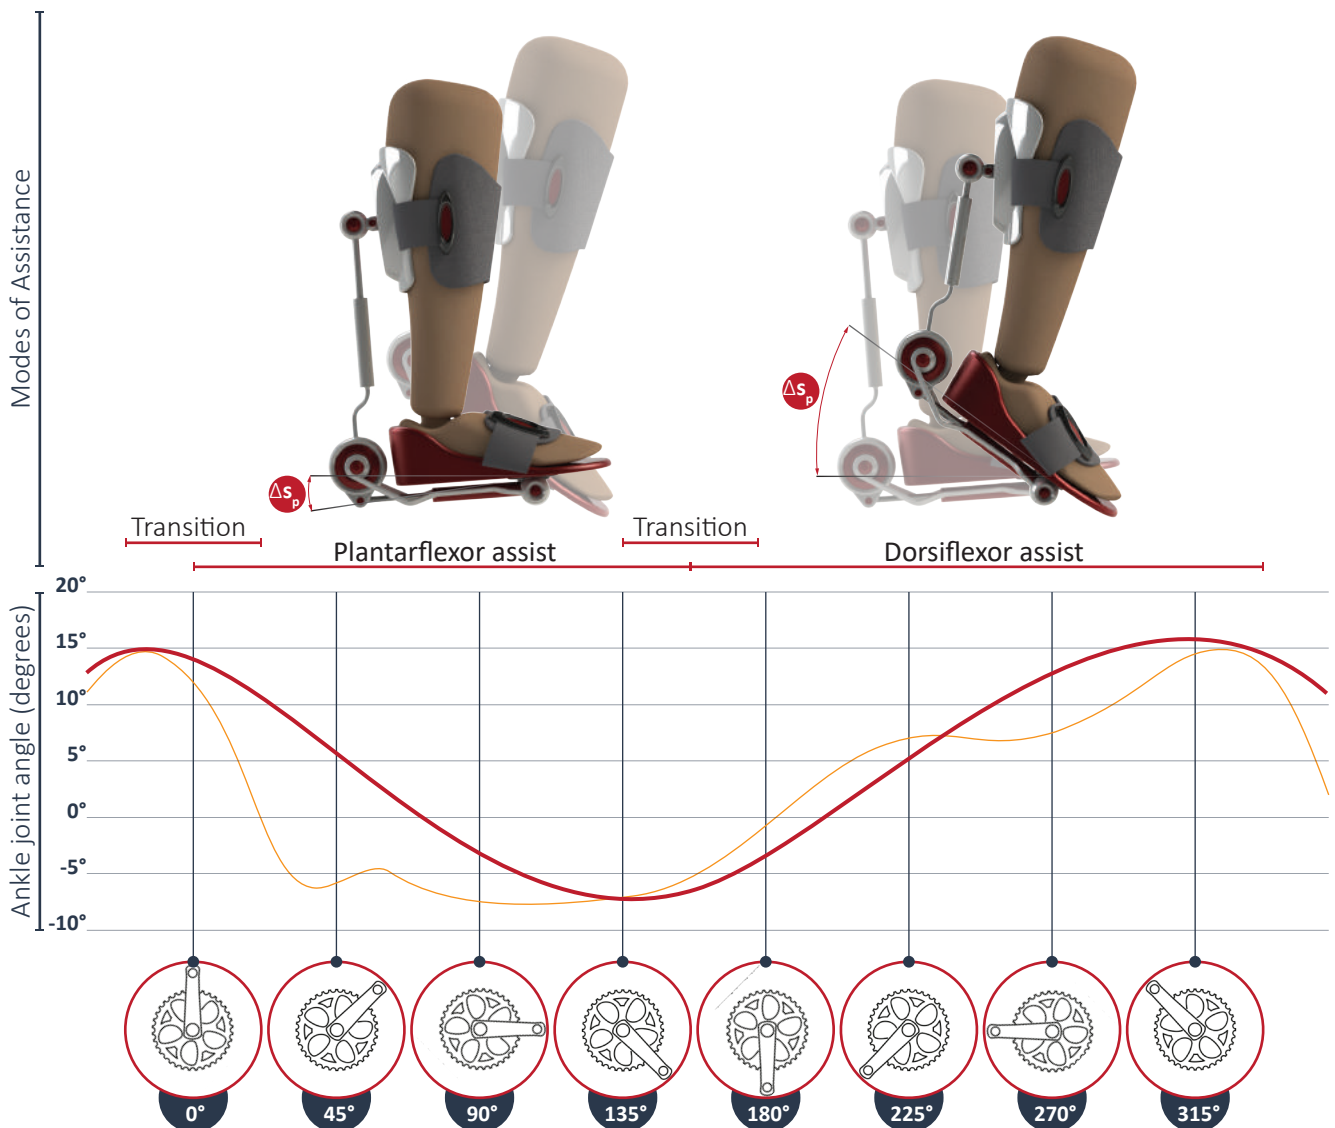 Modes of Assistance
Δsp
Δsp
Transition
Transition
Plantarflexor assist
Dorsiflexor assist
Ankle joint angle (degrees)
20°
15°
10°
5°
0°
-5°
-10°
0°
45°
90°
135°
180°
225°
270°
315°